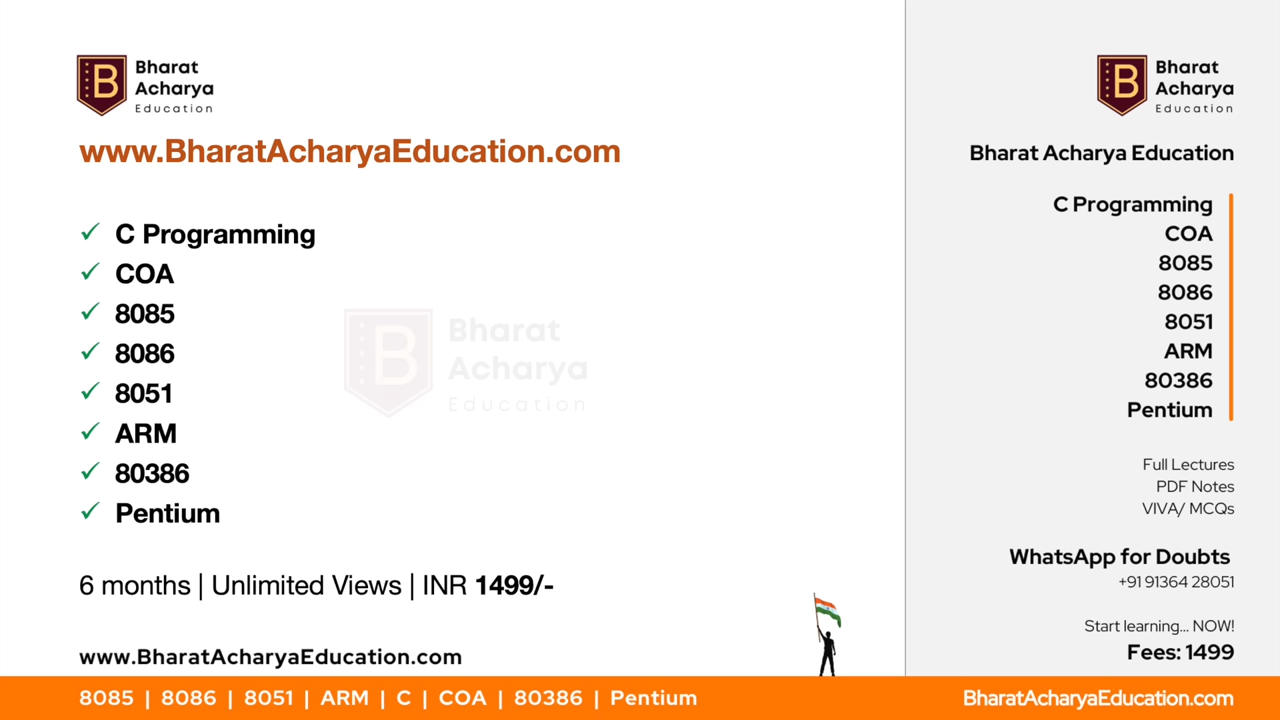 B
Bharat
Acharya
Education
www.BharatAcharyaEducation.com
C Programming
COA
8085
8086
8051
ARM
80386
Pentium
6 months | Unlimited Views | INR 1499/-
www.BharatAcharyaEducation.com
B
Bharat
Acharya
Education
B
Bharat
Acharya
Education
Bharat Acharya Education
C Programming
COA
8085
8086
8051
ARM
80386
Pentium
Full Lectures
PDF Notes
VIVA/ MCQs
WhatsApp for Doubts
+91 91364 28051
Start learning... NOW!
Fees: 1499
8085 | 8086 | 8051 | ARM | C | COA | 80386 | Pentium
BharatAcharyaEducation.com